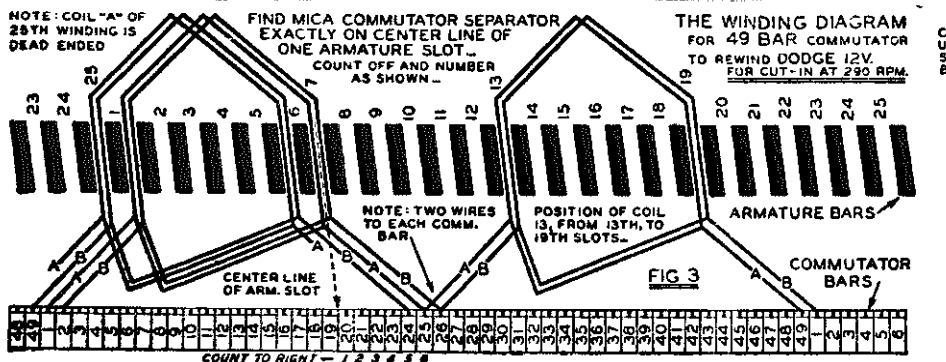 NOTE: COIL "A" OF
25TH WINDING IS
DEAD ENDED
FIND MICA COMMUTATOR SEPARATOR
EXACTLY ON CENTER LINE OF
ONE ARMATURE SLOT...
COUNT OFF AND NUMBER
AS SHOWN —
THE WINDING DIAGRAM
FOR 49 BAR COMMUTATOR
TO REWIND DODGE 12V.
FOR CUT-IN AT 290 RPM.
23 24 25 1 2 3 4 5 6 7 8 9 10 11 12 13 14 15 16 17 18 19 20 21 22 23 24 25
NOTE: TWO WIRES
TO EACH COMM.
BAR
POSITION OF COIL
13, FROM 13TH, TO
19TH SLOTS...
ARMATURE BARS
A B A B
CENTER LINE
OF ARM. SLOT
A B A B
A B
FIG 3
A B
COMMUTATOR
BARS
48 49 1 2 3 4 5 6 7 8 9 10 11 12 13 14 15 16 17 18 19 20 21 22 23 24 25 26 27 28 29 30 31 32 33 34 35 36 37 38 39 40 41 42 43 44 45 46 47 48 49 1 2 3 4 5 6
COUNT TO RIGHT — 1 2 3 4 5 6